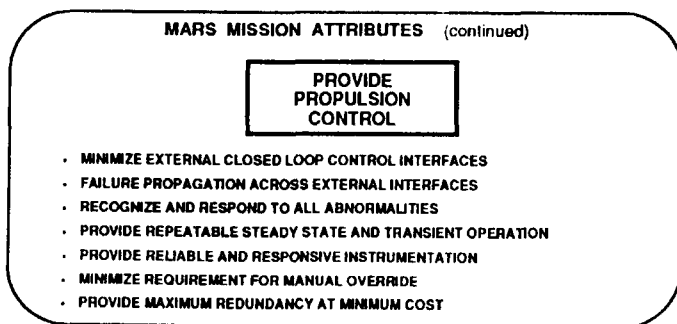 MARS MISSION ATTRIBUTES (continued)
PROVIDE
PROPULSION
CONTROL
• MINIMIZE EXTERNAL CLOSED LOOP CONTROL INTERFACES
• FAILURE PROPAGATION ACROSS EXTERNAL INTERFACES
• RECOGNIZE AND RESPOND TO ALL ABNORMALITIES
• PROVIDE REPEATABLE STEADY STATE AND TRANSIENT OPERATION
• PROVIDE RELIABLE AND RESPONSIVE INSTRUMENTATION
• MINIMIZE REQUIREMENT FOR MANUAL OVERRIDE
• PROVIDE MAXIMUM REDUNDANCY AT MINIMUM COST